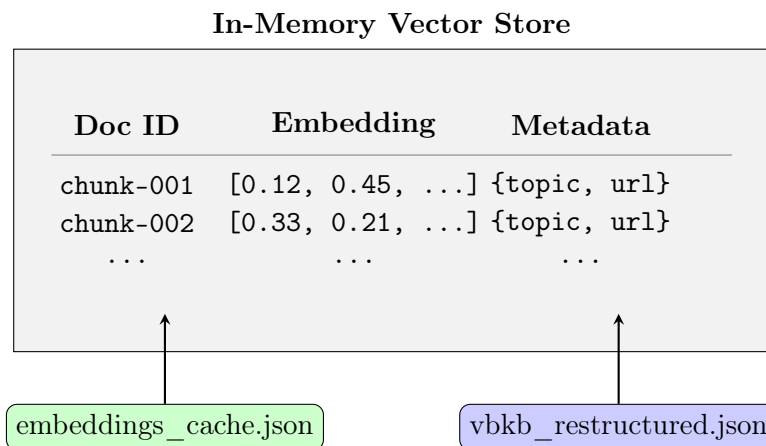 In-Memory Vector Store
Doc ID Embedding Metadata
chunk-001 [0.12, 0.45, ...] {topic, url}
chunk-002 [0.33, 0.21, ...] {topic, url}
... ... ...
embeddings_cache.json vbkb_restructured.json